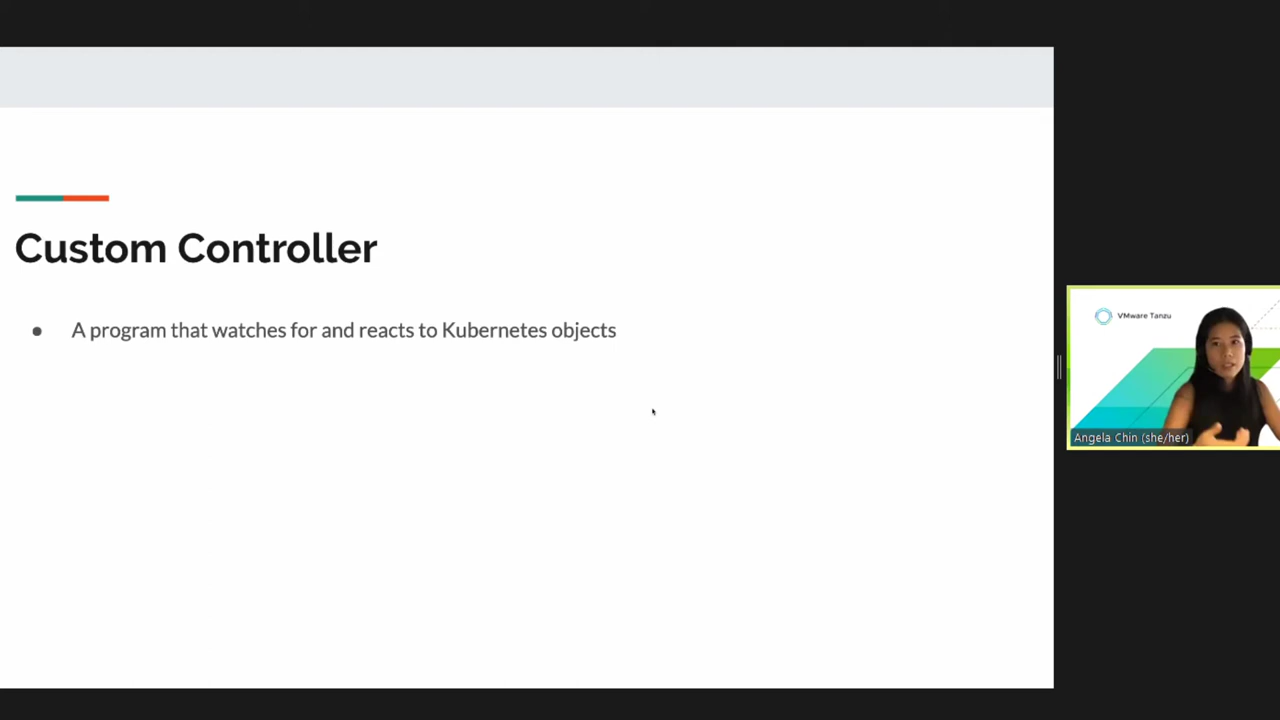 Custom Controller
● A program that watches for and reacts to Kubernetes objects
VMware Tanzu
Angela Chin (she/her)